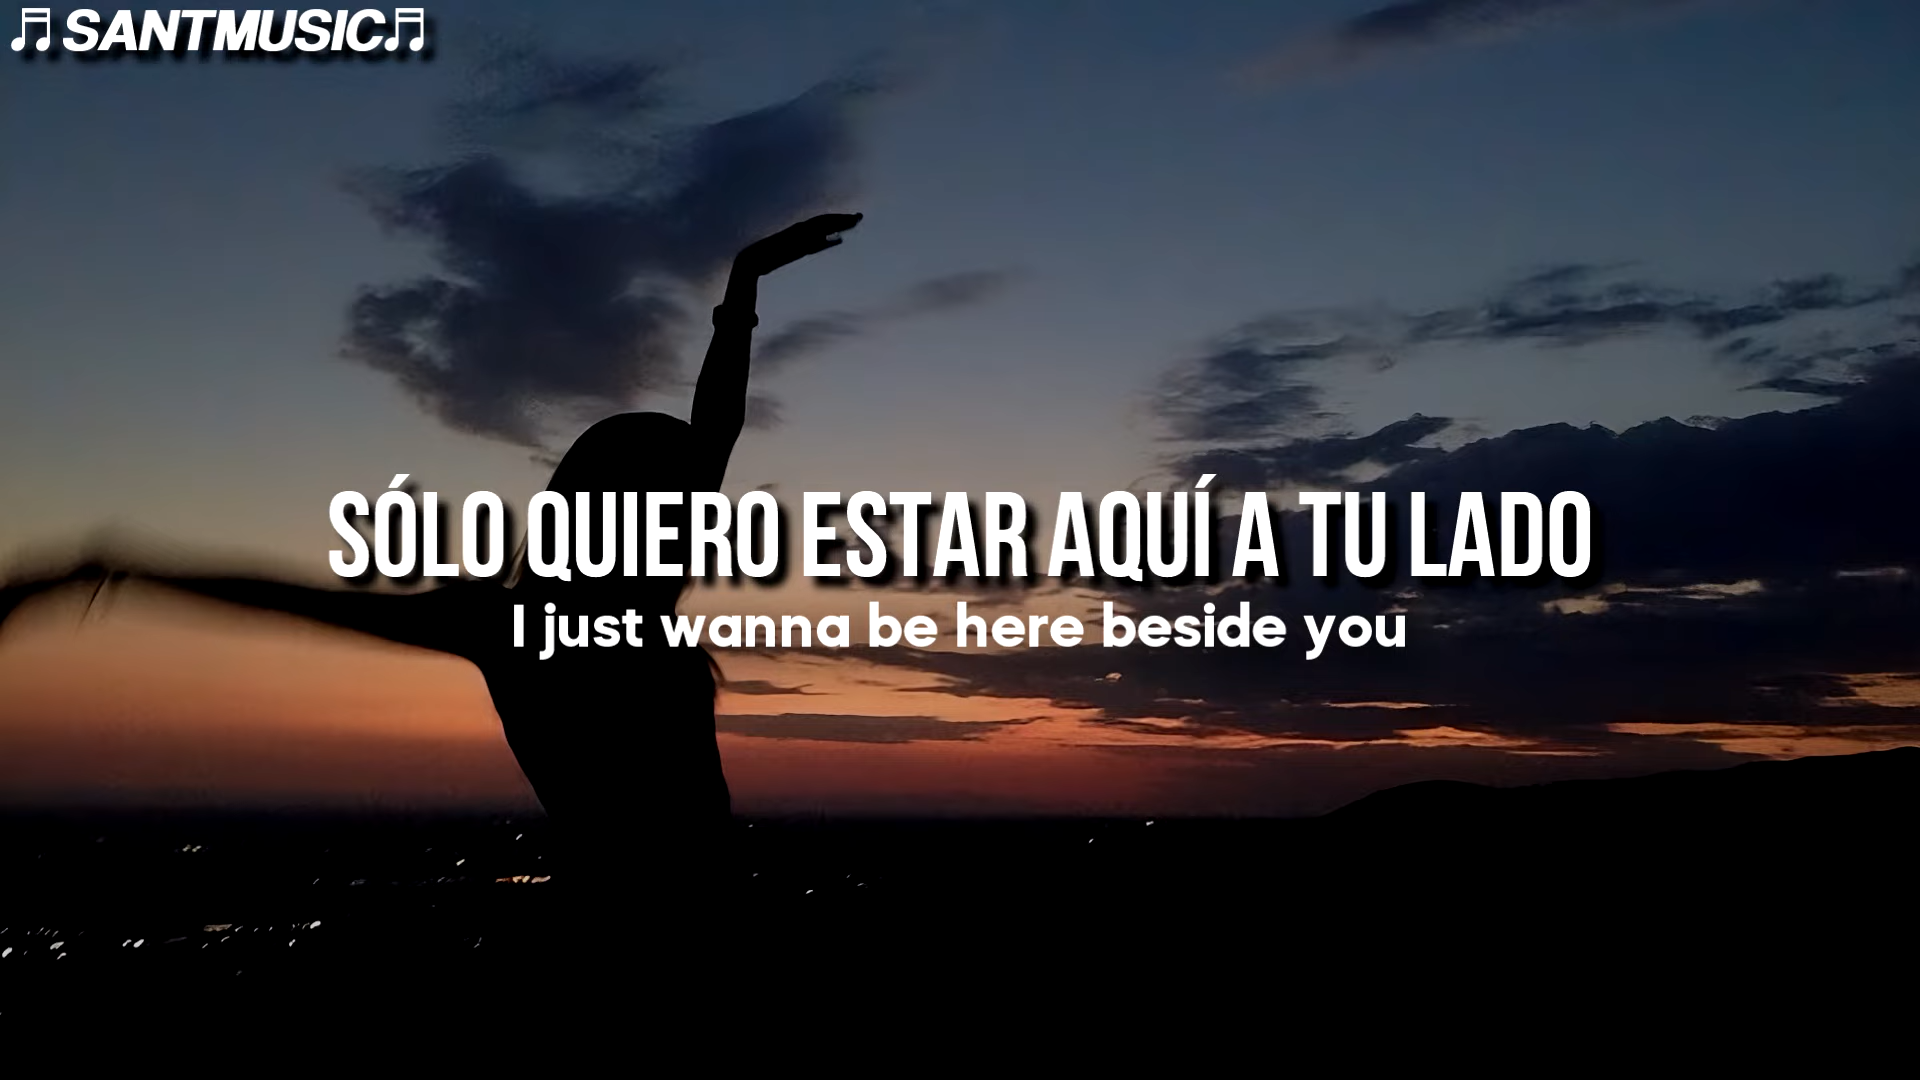 ♫SANTMUSIC♫
SÓLO QUIERO ESTAR AQUÍ A TU LADO
I just wanna be here beside you